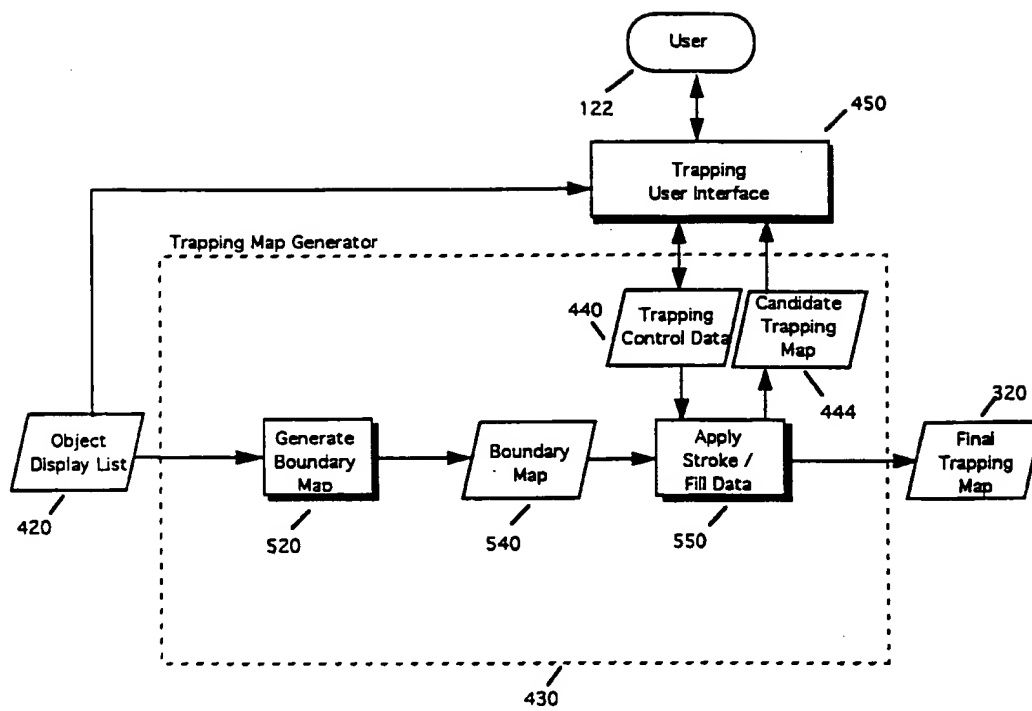 User
122
450
Trapping
User Interface
Trapping Map Generator
440
Trapping
Control Data
Candidate
Trapping
Map
444
320
Object
Display List
Generate
Boundary
Map
Boundary
Map
Apply
Stroke /
Fill Data
Final
Trapping
Map
420
520
540
550
430